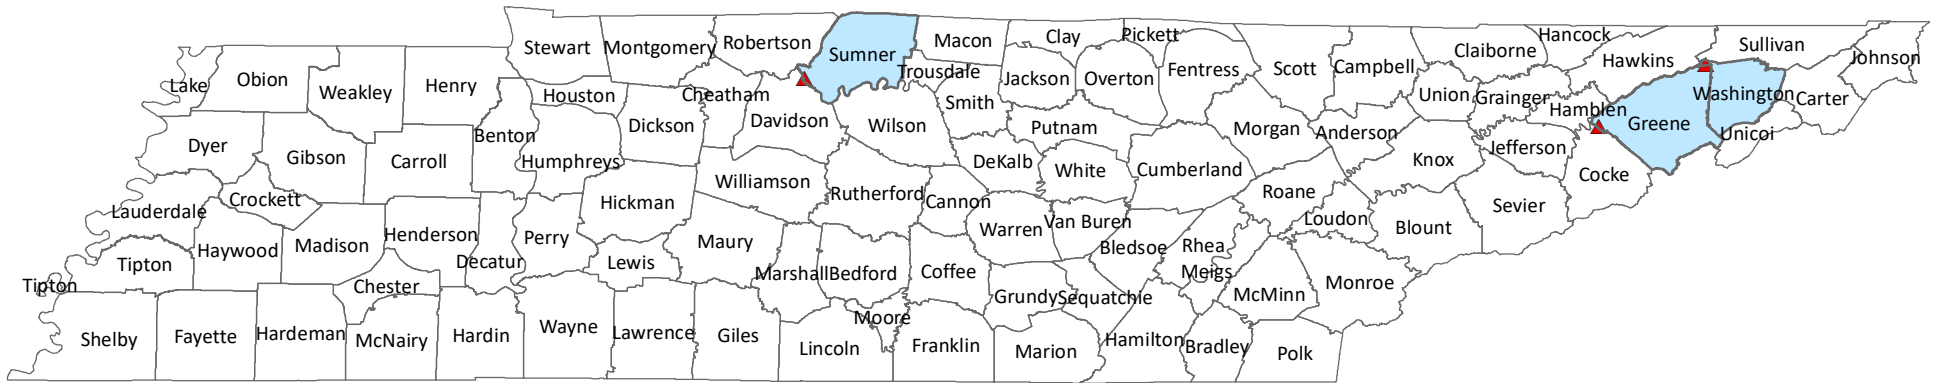 Stewart
Montgomery
Robertson
Sumner
Macon
Clay
Pickett
Hancock
Claiborne
Sullivan
Johnson
Lake
Obion
Weakley
Henry
Houston
Cheatham
Trousdale
Jackson
Overton
Fentress
Scott
Campbell
Hawkins
Union
Grainger
Hamblen
Greene
Washington
Carter
Smith
Dyer
Gibson
Carroll
Benton
Humphreys
Dickson
Davidson
Wilson
Putnam
Morgan
Anderson
Unicoi
DeKalb
White
Cumberland
Knox
Jefferson
Cocke
Lauderdale
Crockett
Williamson
Rutherford
Cannon
Roane
Sevier
Haywood
Madison
Henderson
Hickman
Perry
Decatur
Maury
Warren
Van Buren
Bledsoe
Rhea
Loudon
Blount
Tipton
Tipton
Chester
Lewis
Marshall
Bedford
Coffee
Grundy
Sequatchie
Meigs
McMinn
Monroe
Shelby
Fayette
Hardeman
McNairy
Hardin
Wayne
Lawrence
Giles
Lincoln
Moore
Franklin
Marion
Hamilton
Bradley
Polk